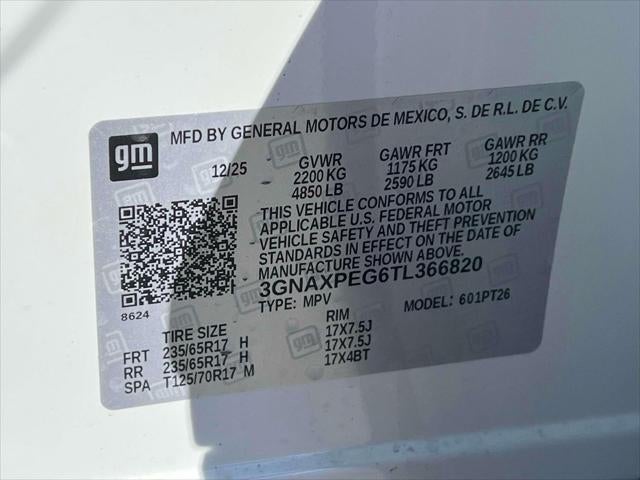 gm
MFD BY GENERAL MOTORS DE MEXICO, S. DE R.L. DE C.V.
12/25 GVWR GAWR FRT GAWR RR
2200 KG 1175 KG 1200 KG
4850 LB 2590 LB 2645 LB
THIS VEHICLE CONFORMS TO ALL
APPLICABLE U.S. FEDERAL MOTOR
VEHICLE SAFETY AND THEFT PREVENTION
STANDARDS IN EFFECT ON THE DATE OF
MANUFACTURE SHOWN ABOVE.
3GNAXPEG6TL366820
8624
TYPE: MPV MODEL: 601PT26
TIRE SIZE RIM
FRT 235/65R17 H 17X7.5J
RR 235/65R17 H 17X7.5J
SPA T125/70R17 M 17X4BT